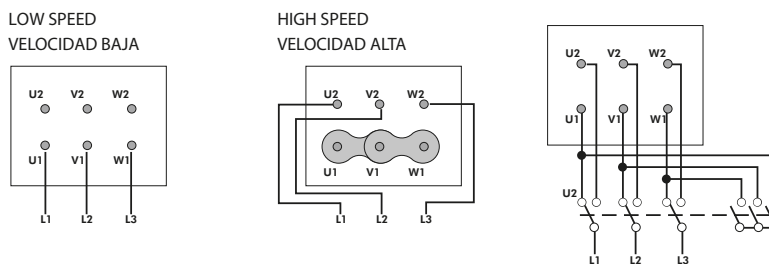 LOW SPEED
VELOCIDAD BAJA
U2 V2 W2
U1 V1 W1
L1 L2 L3
HIGH SPEED
VELOCIDAD ALTA
U2 V2 W2
U1 V1 W1
L1 L2 L3
U2 V2 W2
U1 V1 W1
U2
L1 L2 L3